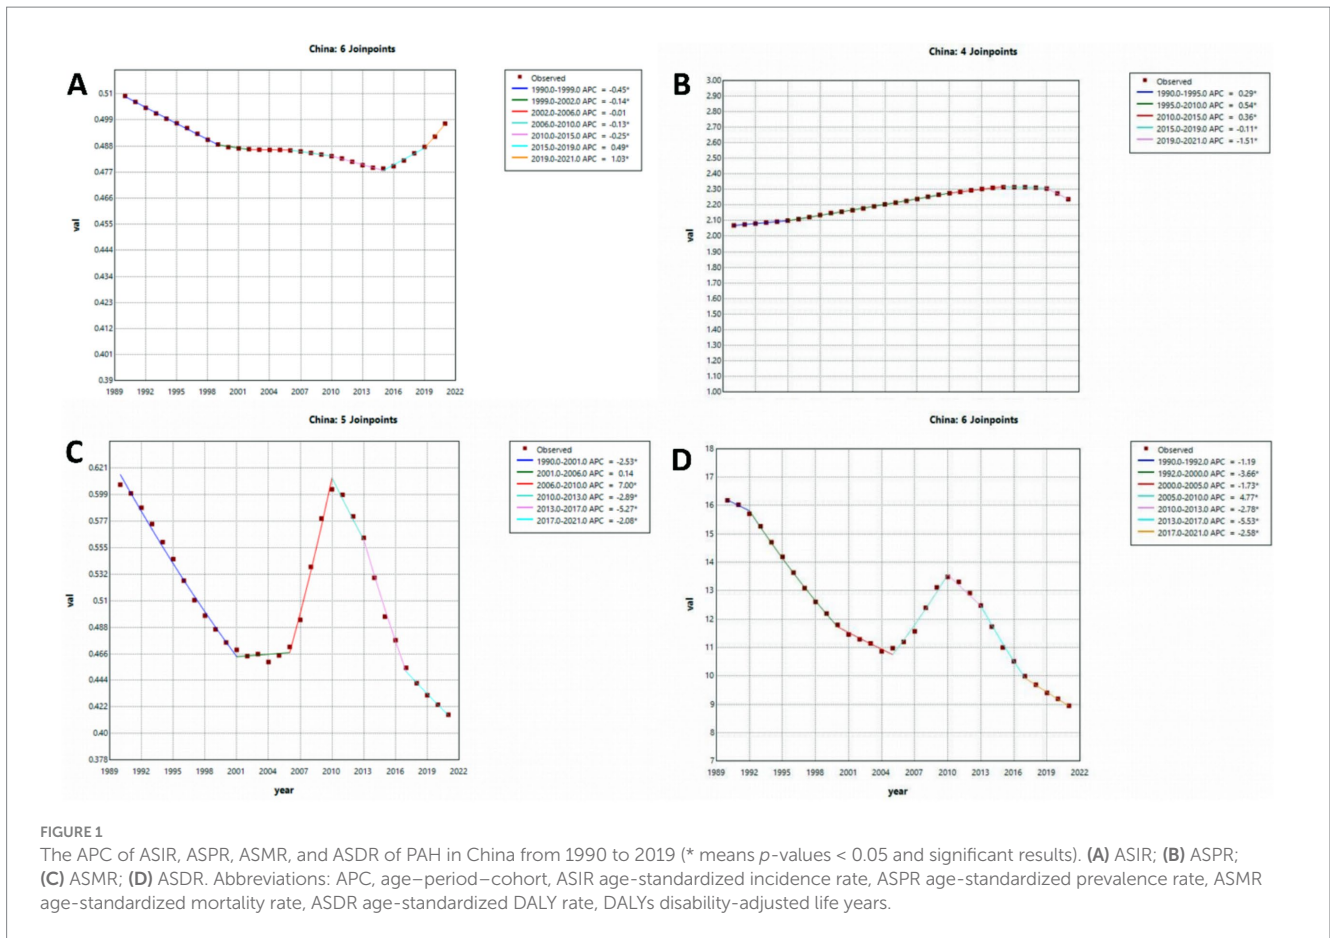 China: 6 Joinpoints
A
Observed
1990.0-1999.0 APC = -0.45*
1999.0-2002.0 APC = -0.14*
2002.0-2006.0 APC = -0.01
2006.0-2010.0 APC = -0.13*
2010.0-2015.0 APC = -0.25*
2015.0-2019.0 APC = 0.49*
2019.0-2021.0 APC = 1.03*
0.51
0.499
0.488
0.477
0.466
0.455
0.444
0.434
0.423
0.412
0.401
0.39
val
1989 1992 1995 1998 2001 2004 2007 2010 2013 2016 2019 2022
China: 4 Joinpoints
B
Observed
1990.0-1995.0 APC = 0.29*
1995.0-2010.0 APC = 0.54*
2010.0-2015.0 APC = 0.36*
2015.0-2019.0 APC = -0.11*
2019.0-2021.0 APC = -1.51*
3.00
2.90
2.80
2.70
2.60
2.50
2.40
2.30
2.20
2.10
2.00
1.90
1.80
1.70
1.60
1.50
1.40
1.30
1.20
1.10
1.00
val
China: 5 Joinpoints
C
Observed
1990.0-2001.0 APC = -2.53*
2001.0-2006.0 APC = 0.14
2006.0-2010.0 APC = 7.00*
2010.0-2013.0 APC = -2.89*
2013.0-2017.0 APC = -5.27*
2017.0-2021.0 APC = -2.08*
0.621
0.599
0.577
0.555
0.532
0.51
0.488
0.466
0.444
0.422
0.40
0.378
val
1989 1992 1995 1998 2001 2004 2007 2010 2013 2016 2019 2022
year
China: 6 Joinpoints
D
Observed
1990.0-1992.0 APC = -1.19
1992.0-2000.0 APC = -3.66*
2000.0-2005.0 APC = -1.73*
2005.0-2010.0 APC = 4.77*
2010.0-2013.0 APC = -2.78*
2013.0-2017.0 APC = -5.53*
2017.0-2021.0 APC = -2.58*
18
17
16
15
14
13
12
11
10
9
8
7
val
1989 1992 1995 1998 2001 2004 2007 2010 2013 2016 2019 2022
year
FIGURE 1
The APC of ASIR, ASPR, ASMR, and ASDR of PAH in China from 1990 to 2019 (* means p-values < 0.05 and significant results). (A) ASIR; (B) ASPR;
(C) ASMR; (D) ASDR. Abbreviations: APC, age–period–cohort, ASIR age-standardized incidence rate, ASPR age-standardized prevalence rate, ASMR
age-standardized mortality rate, ASDR age-standardized DALY rate, DALYs disability-adjusted life years.